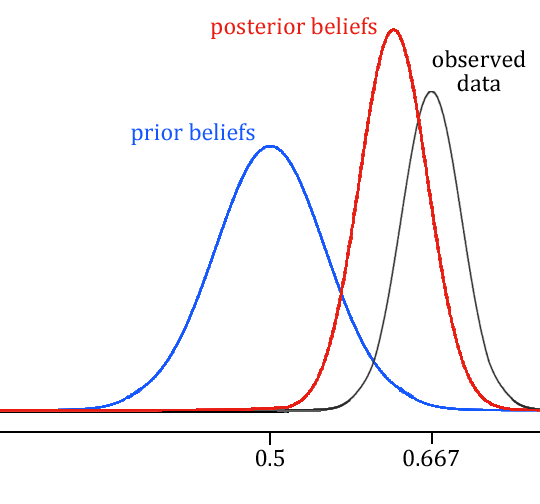 posterior beliefs
observed
data
prior beliefs
0.5
0.667